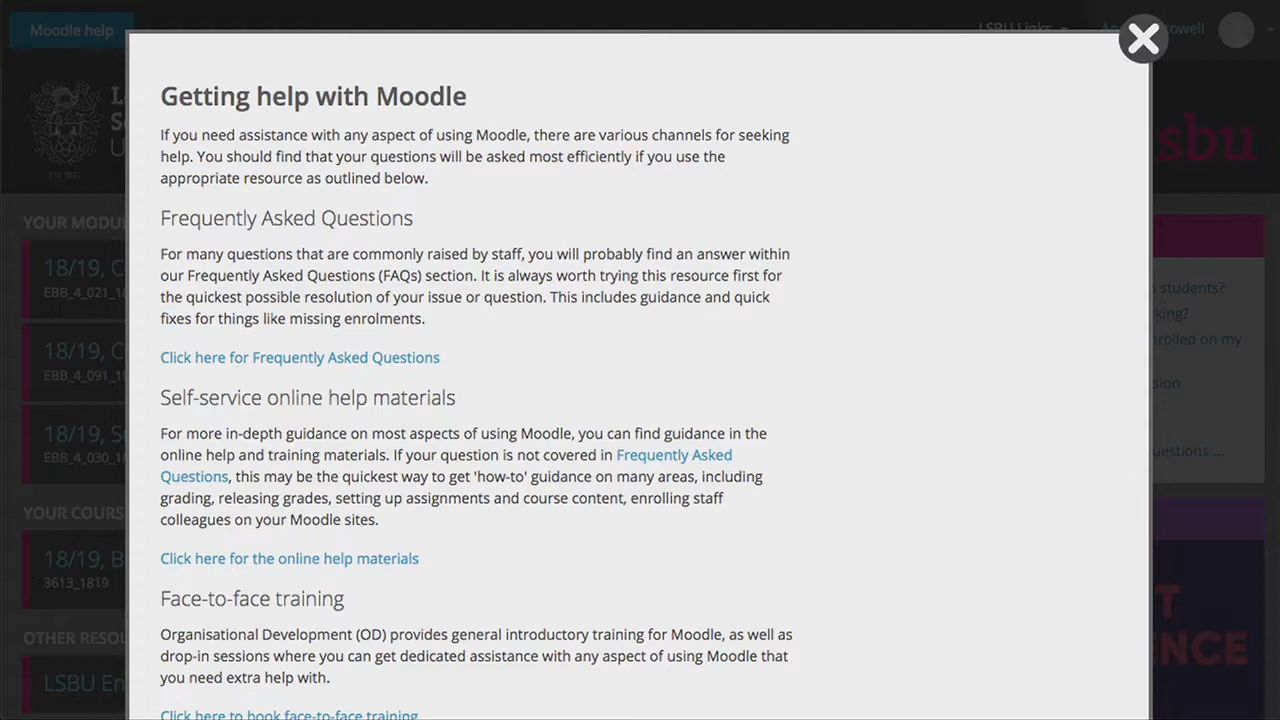 Moodle help
LSBU Links
Getting help with Moodle
If you need assistance with any aspect of using Moodle, there are various channels for seeking
help. You should find that your questions will be asked most efficiently if you use the
appropriate resource as outlined below.
Frequently Asked Questions
For many questions that are commonly raised by staff, you will probably find an answer within
our Frequently Asked Questions (FAQs) section. It is always worth trying this resource first for
the quickest possible resolution of your issue or question. This includes guidance and quick
fixes for things like missing enrolments.
Click here for Frequently Asked Questions
Self-service online help materials
For more in-depth guidance on most aspects of using Moodle, you can find guidance in the
online help and training materials. If your question is not covered in Frequently Asked
Questions, this may be the quickest way to get 'how-to' guidance on many areas, including
grading, releasing grades, setting up assignments and course content, enrolling staff
colleagues on your Moodle sites.
Click here for the online help materials
Face-to-face training
Organisational Development (OD) provides general introductory training for Moodle, as well as
drop-in sessions where you can get dedicated assistance with any aspect of using Moodle that
you need extra help with.
Click here to book face-to-face training
YOUR
18/19, C
EBB_4_021_18
18/19, C
EBB_4_091_18
18/19,
EBB_4_030_18
YOUR
18/19, B
3613_1819
OTHER
LSBU
lsbu
students?
on my